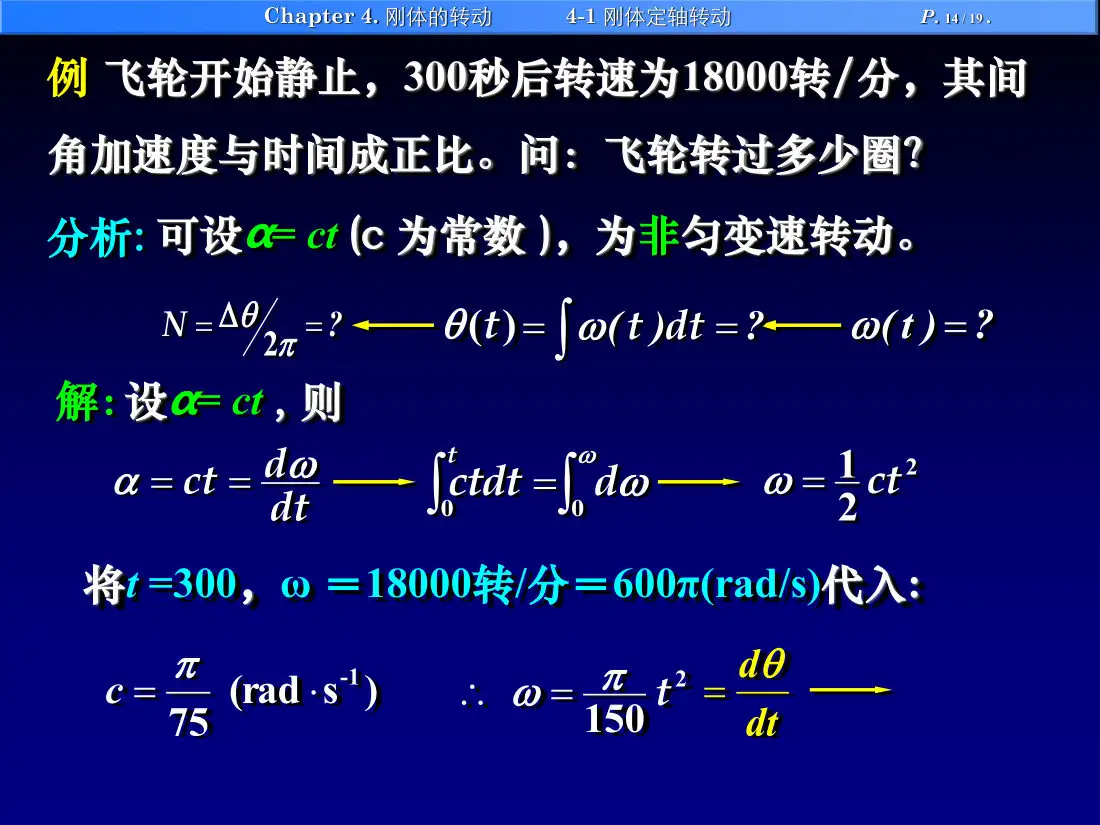 Chapter 4. 刚体的转动 4-1 刚体定轴转动 P. 14 / 19 .
例 飞轮开始静止，300秒后转速为18000转/分，其间
角加速度与时间成正比。问：飞轮转过多少圈?
分析: 可设α= ct (c 为常数 )，为非匀变速转动。
N = Δθ/2π = ? ← θ(t) = ∫ω( t )dt = ? ← ω( t ) = ?
解: 设α= ct , 则
α = ct = dω/dt → ∫₀ᵗ ctdt = ∫₀^ω dω → ω = 1/2 ct²
将t =300，ω ＝18000转/分＝600π(rad/s)代入:
c = π/75 (rad · s⁻¹) ∴ ω = π/150 t² = dθ/dt →